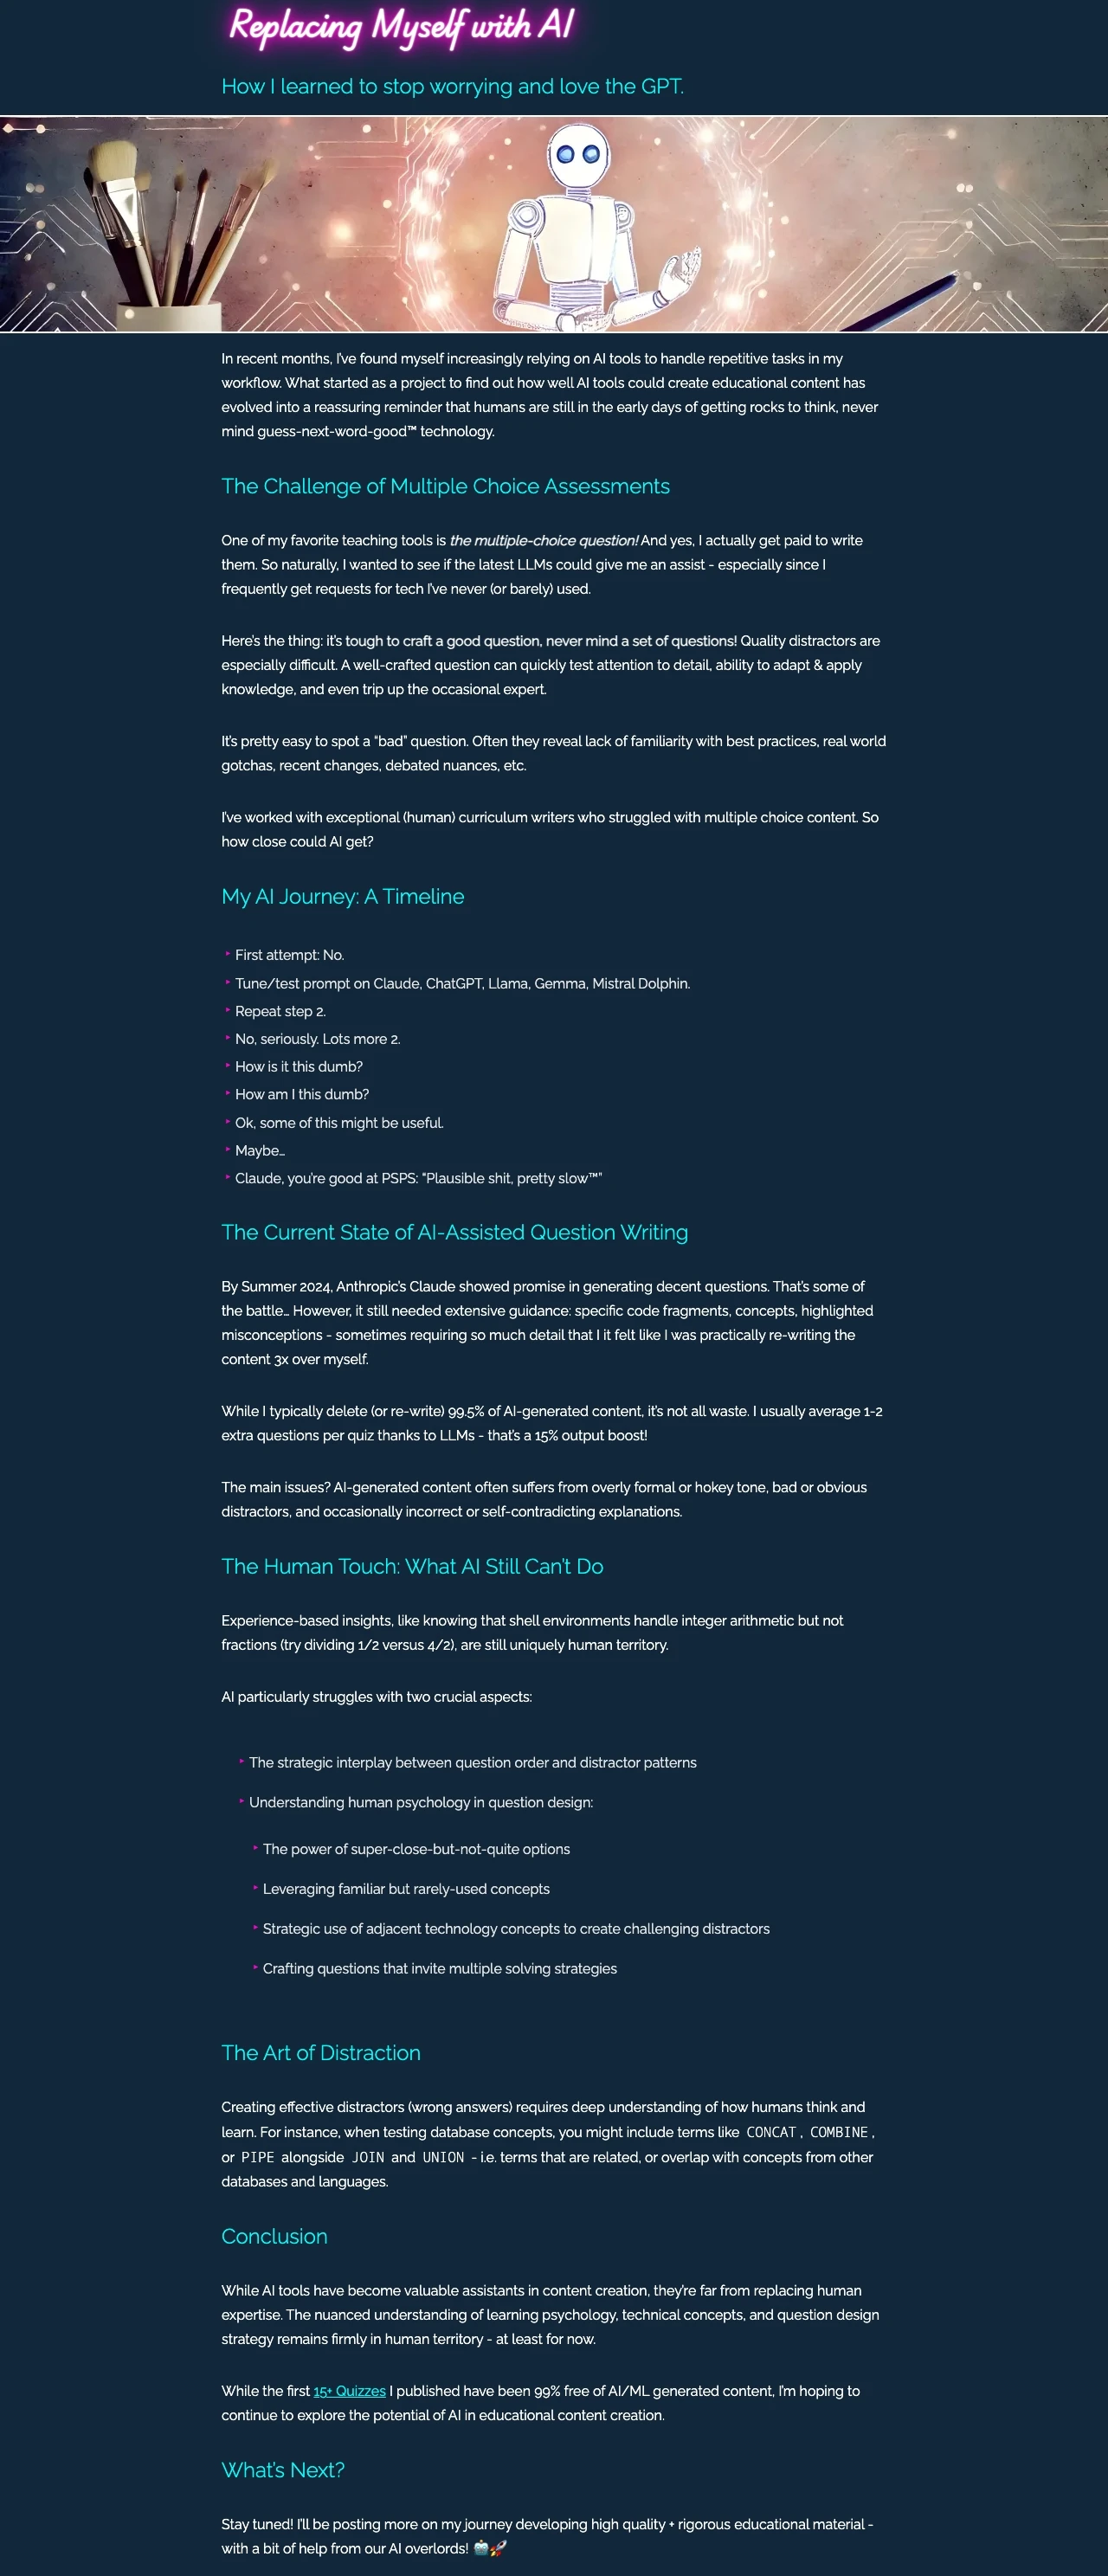 Replacing Myself with AI
How I learned to stop worrying and love the GPT.
In recent months, I've found myself increasingly relying on AI tools to handle repetitive tasks in my
workflow. What started as a project to find out how well AI tools could create educational content has
evolved into a reassuring reminder that humans are still in the early days of getting rocks to think, never
mind guess-next-word-good™ technology.
The Challenge of Multiple Choice Assessments
One of my favorite teaching tools is the multiple-choice question! And yes, I actually get paid to write
them. So naturally, I wanted to see if the latest LLMs could give me an assist - especially since I
frequently get requests for tech I've never (or barely) used.
Here's the thing: it's tough to craft a good question, never mind a set of questions! Quality distractors are
especially difficult. A well-crafted question can quickly test attention to detail, ability to adapt & apply
knowledge, and even trip up the occasional expert.
It's pretty easy to spot a "bad" question. Often they reveal lack of familiarity with best practices, real world
gotchas, recent changes, debated nuances, etc.
I've worked with exceptional (human) curriculum writers who struggled with multiple choice content. So
how close could AI get?
My AI Journey: A Timeline
‣ First attempt: No.
‣ Tune/test prompt on Claude, ChatGPT, Llama, Gemma, Mistral Dolphin.
‣ Repeat step 2.
‣ No, seriously. Lots more 2.
‣ How is it this dumb?
‣ How am I this dumb?
‣ Ok, some of this might be useful.
‣ Maybe…
‣ Claude, you're good at PSPS: "Plausible shit, pretty slow™"
The Current State of AI-Assisted Question Writing
By Summer 2024, Anthropic's Claude showed promise in generating decent questions. That's some of
the battle… However, it still needed extensive guidance: specific code fragments, concepts, highlighted
misconceptions - sometimes requiring so much detail that I it felt like I was practically re-writing the
content 3x over myself.
While I typically delete (or re-write) 99.5% of AI-generated content, it's not all waste. I usually average 1-2
extra questions per quiz thanks to LLMs - that's a 15% output boost!
The main issues? AI-generated content often suffers from overly formal or hokey tone, bad or obvious
distractors, and occasionally incorrect or self-contradicting explanations.
The Human Touch: What AI Still Can't Do
Experience-based insights, like knowing that shell environments handle integer arithmetic but not
fractions (try dividing 1/2 versus 4/2), are still uniquely human territory.
AI particularly struggles with two crucial aspects:
‣ The strategic interplay between question order and distractor patterns
‣ Understanding human psychology in question design:
‣ The power of super-close-but-not-quite options
‣ Leveraging familiar but rarely-used concepts
‣ Strategic use of adjacent technology concepts to create challenging distractors
‣ Crafting questions that invite multiple solving strategies
The Art of Distraction
Creating effective distractors (wrong answers) requires deep understanding of how humans think and
learn. For instance, when testing database concepts, you might include terms like CONCAT, COMBINE,
or PIPE alongside JOIN and UNION - i.e. terms that are related, or overlap with concepts from other
databases and languages.
Conclusion
While AI tools have become valuable assistants in content creation, they're far from replacing human
expertise. The nuanced understanding of learning psychology, technical concepts, and question design
strategy remains firmly in human territory - at least for now.
While the first 15+ Quizzes I published have been 99% free of AI/ML generated content, I'm hoping to
continue to explore the potential of AI in educational content creation.
What's Next?
Stay tuned! I'll be posting more on my journey developing high quality + rigorous educational material -
with a bit of help from our AI overlords! 🤖🚀